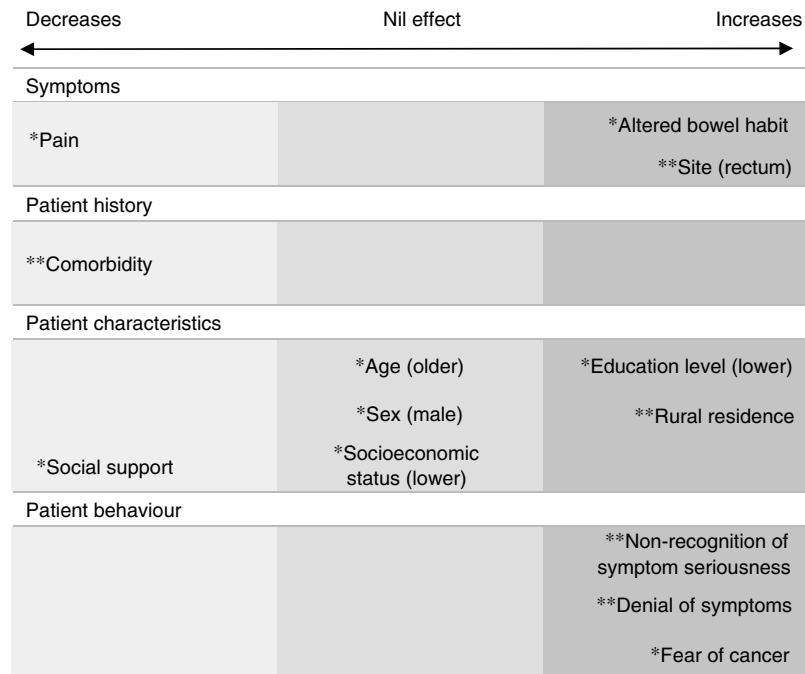 Decreases Nil effect Increases
Symptoms
*Altered bowel habit
*Pain
**Site (rectum)
Patient history
**Comorbidity
Patient characteristics
*Age (older) *Education level (lower)
*Sex (male) **Rural residence
*Social support *Socioeconomic
status (lower)
Patient behaviour
**Non-recognition of
symptom seriousness
**Denial of symptoms
*Fear of cancer